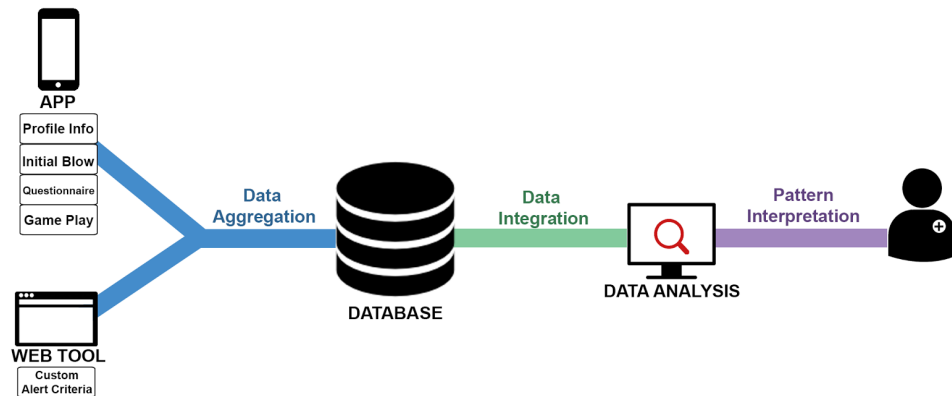 APP
Profile Info
Initial Blow
Questionnaire
Game Play
WEB TOOL
Custom
Alert Criteria
Data
Aggregation
DATABASE
Data
Integration
DATA ANALYSIS
Pattern
Interpretation